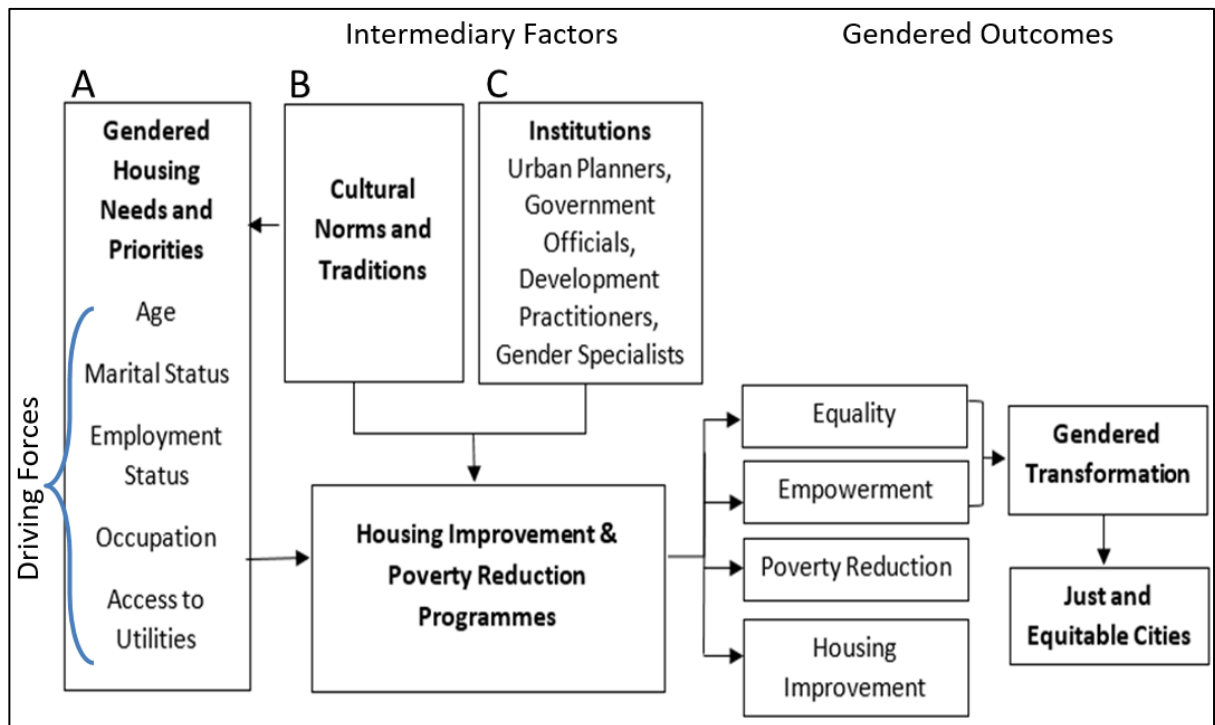 Intermediary Factors
Gendered Outcomes
A
Gendered
Housing
Needs and
Priorities
Age
Marital Status
Employment
Status
Occupation
Access to
Utilities
Driving Forces
B
Cultural
Norms and
Traditions
C
Institutions
Urban Planners,
Government
Officials,
Development
Practitioners,
Gender Specialists
Housing Improvement &
Poverty Reduction
Programmes
Equality
Empowerment
Poverty Reduction
Housing
Improvement
Gendered
Transformation
Just and
Equitable Cities